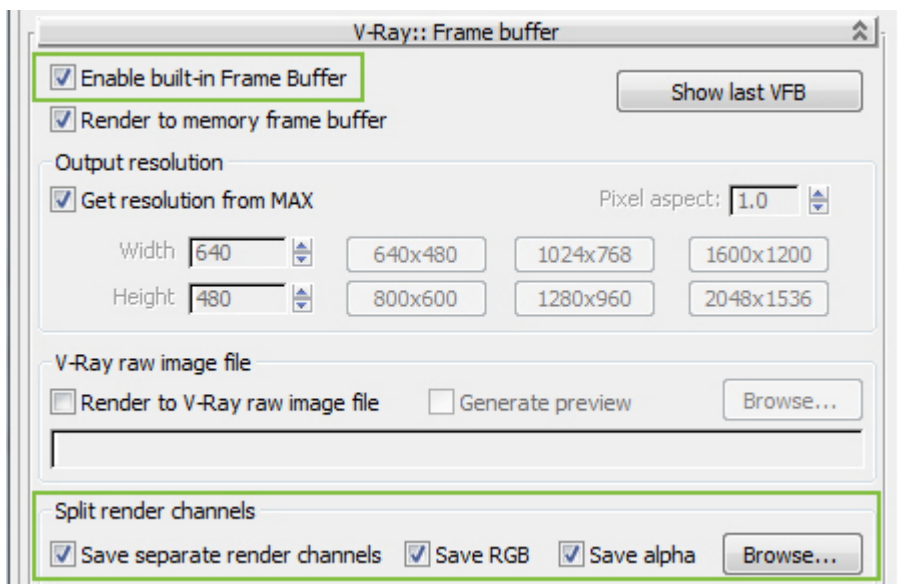 V-Ray:: Frame buffer
Enable built-in Frame Buffer
Show last VFB
Render to memory frame buffer
Output resolution
Get resolution from MAX Pixel aspect: 1.0
Width 640 640x480 1024x768 1600x1200
Height 480 800x600 1280x960 2048x1536
V-Ray raw image file
Render to V-Ray raw image file Generate preview Browse...
Split render channels
Save separate render channels Save RGB Save alpha Browse...